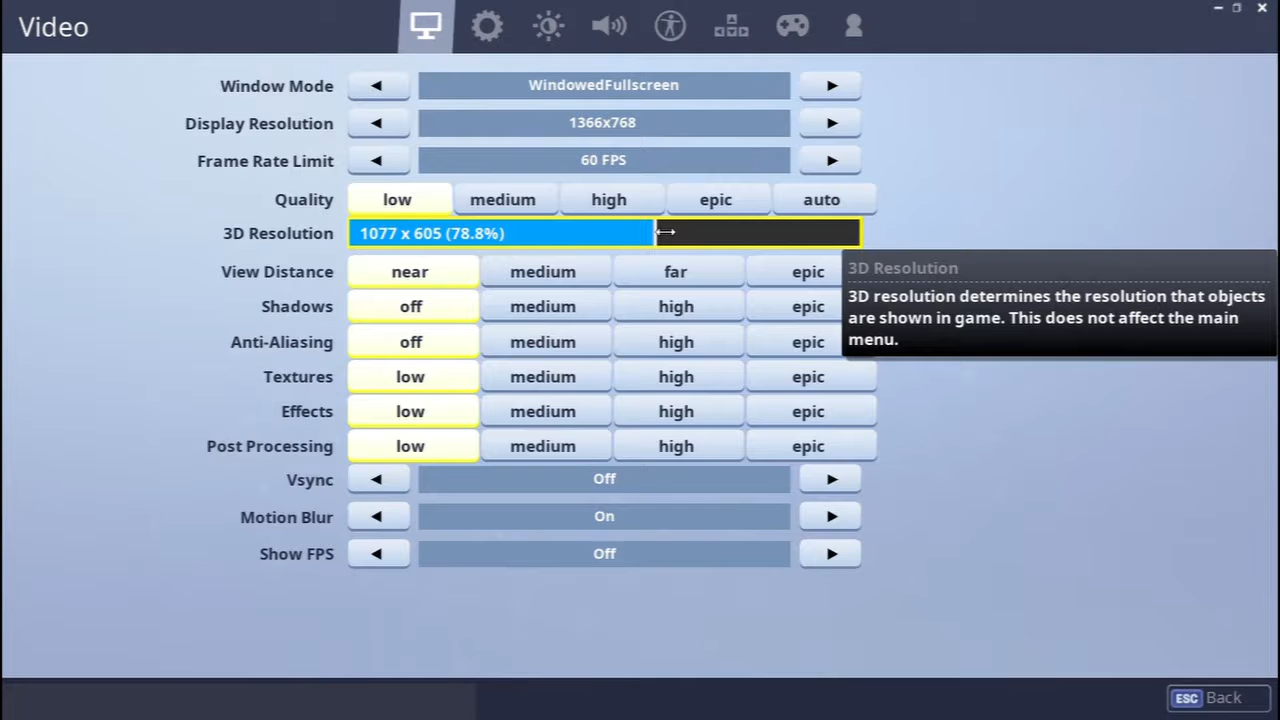 Video
Window Mode WindowedFullscreen
Display Resolution 1366x768
Frame Rate Limit 60 FPS
Quality low medium high epic auto
3D Resolution 1077 x 605 (78.8%)
View Distance near medium far epic
3D Resolution
3D resolution determines the resolution that objects
are shown in game. This does not affect the main
menu.
Shadows off medium high epic
Anti-Aliasing off medium high epic
Textures low medium high epic
Effects low medium high epic
Post Processing low medium high epic
Vsync Off
Motion Blur On
Show FPS Off
ESC Back